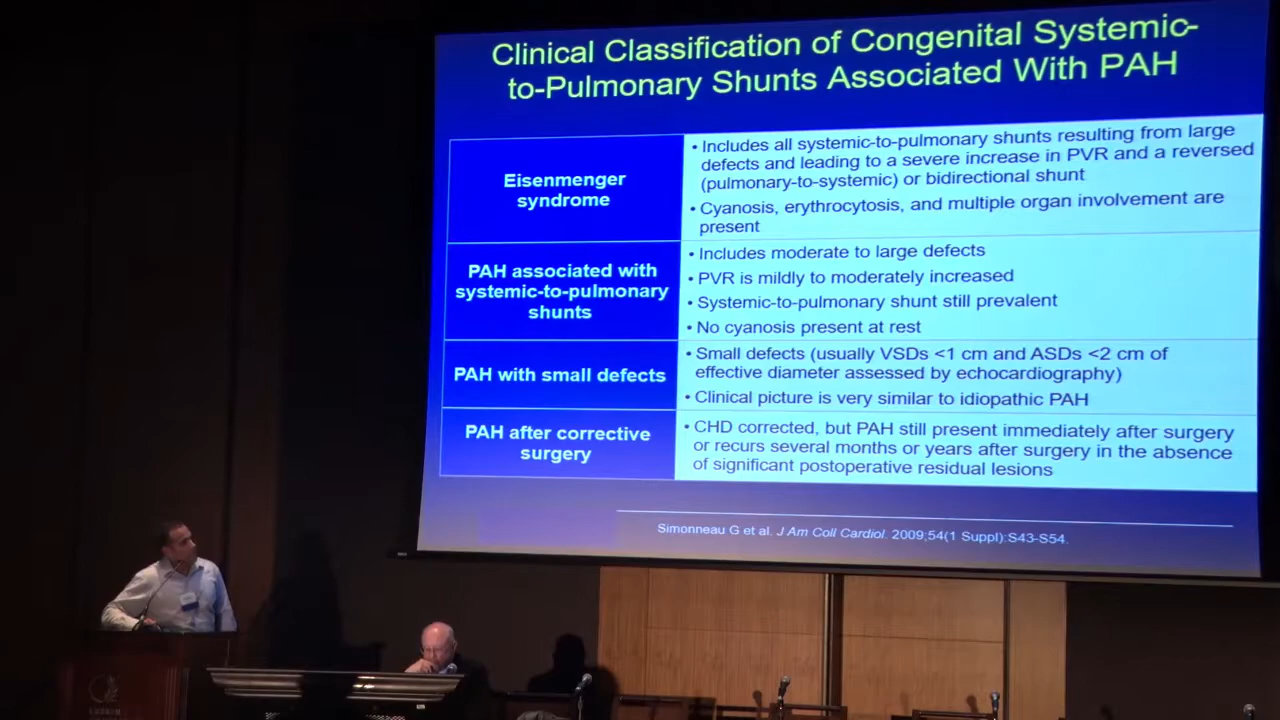 Clinical Classification of Congenital Systemic-
to-Pulmonary Shunts Associated With PAH
Eisenmenger
syndrome
• Includes all systemic-to-pulmonary shunts resulting from large
defects and leading to a severe increase in PVR and a reversed
(pulmonary-to-systemic) or bidirectional shunt
• Cyanosis, erythrocytosis, and multiple organ involvement are
present
PAH associated with
systemic-to-pulmonary
shunts
• Includes moderate to large defects
• PVR is mildly to moderately increased
• Systemic-to-pulmonary shunt still prevalent
• No cyanosis present at rest
PAH with small defects
• Small defects (usually VSDs <1 cm and ASDs <2 cm of
effective diameter assessed by echocardiography)
• Clinical picture is very similar to idiopathic PAH
PAH after corrective
surgery
• CHD corrected, but PAH still present immediately after surgery
or recurs several months or years after surgery in the absence
of significant postoperative residual lesions
Simonneau G et al. J Am Coll Cardiol. 2009;54(1 Suppl):S43-S54.